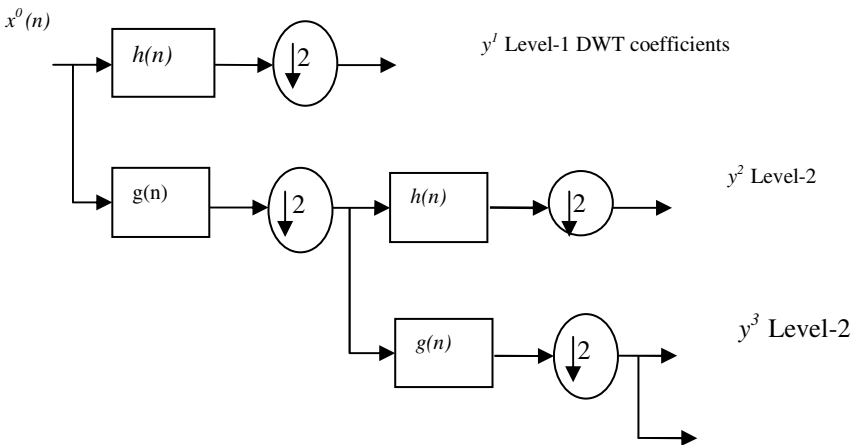 x⁰(n)
h(n)
2
y¹ Level-1 DWT coefficients
g(n)
2
h(n)
2
y² Level-2
g(n)
2
y³ Level-2